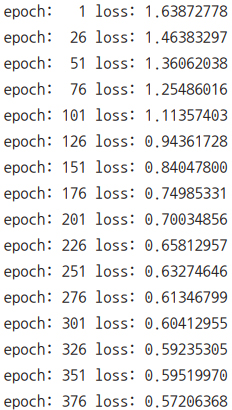 epoch:   1 loss: 1.63872778
epoch:  26 loss: 1.46383297
epoch:  51 loss: 1.36062038
epoch:  76 loss: 1.25486016
epoch: 101 loss: 1.11357403
epoch: 126 loss: 0.94361728
epoch: 151 loss: 0.84047800
epoch: 176 loss: 0.74985331
epoch: 201 loss: 0.70034856
epoch: 226 loss: 0.65812957
epoch: 251 loss: 0.63274646
epoch: 276 loss: 0.61346799
epoch: 301 loss: 0.60412955
epoch: 326 loss: 0.59235305
epoch: 351 loss: 0.59519970
epoch: 376 loss: 0.57206368